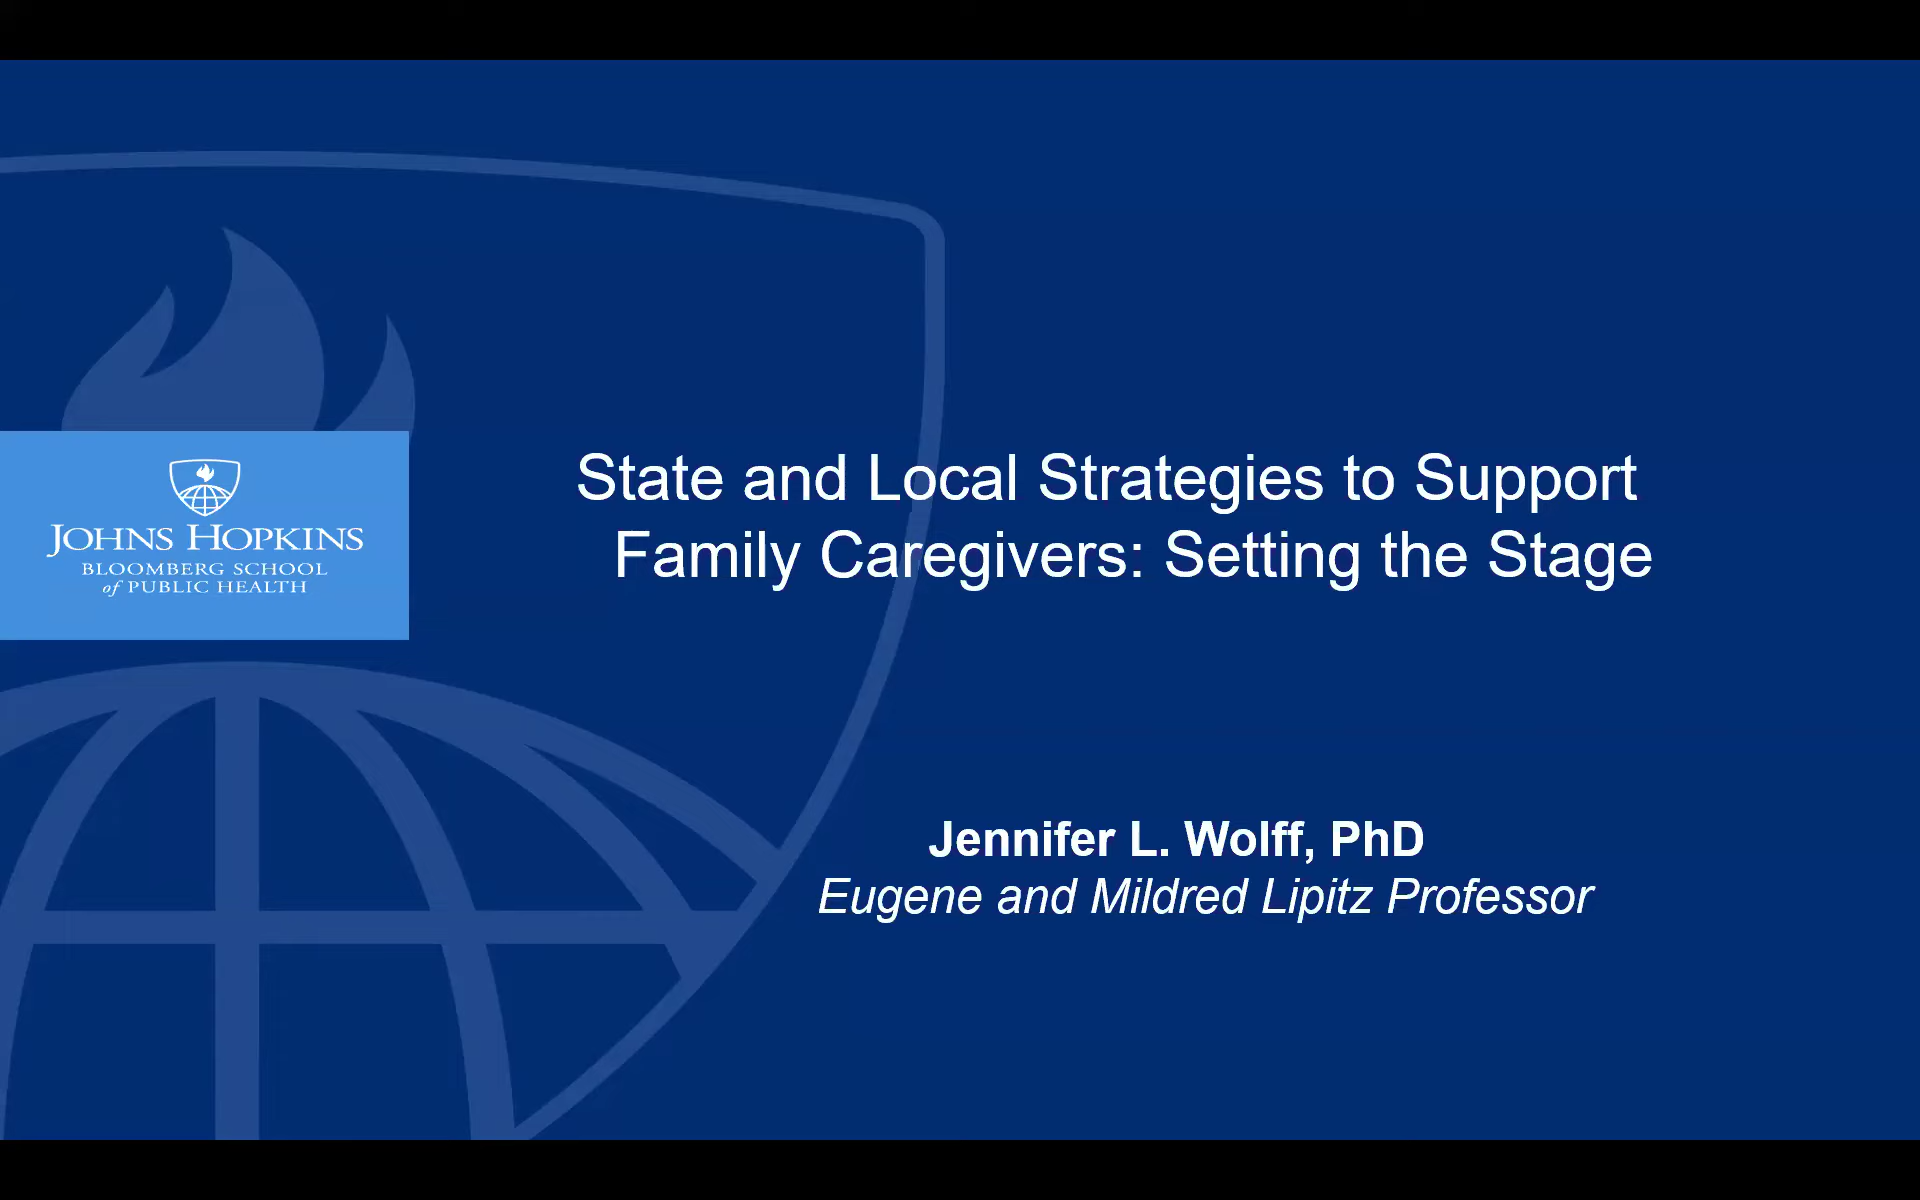 JOHNS HOPKINS
BLOOMBERG SCHOOL
of PUBLIC HEALTH
State and Local Strategies to Support
Family Caregivers: Setting the Stage
Jennifer L. Wolff, PhD
Eugene and Mildred Lipitz Professor